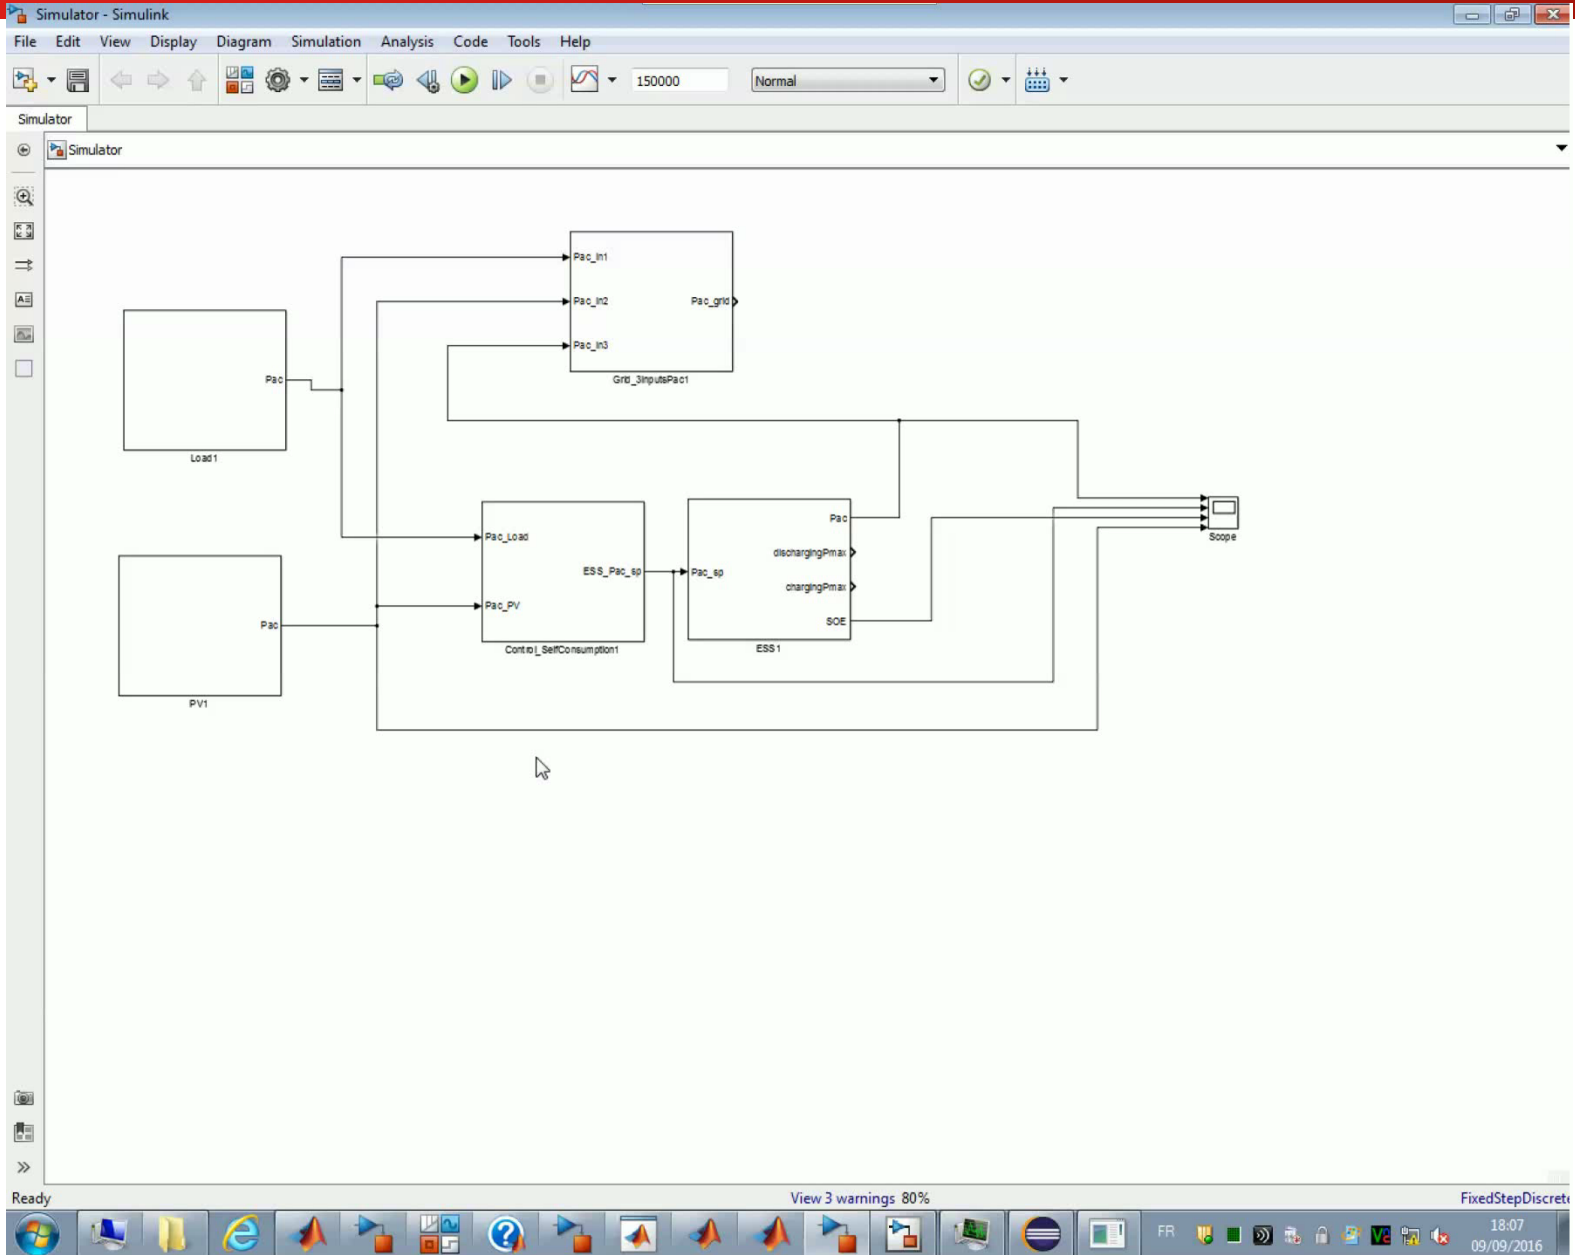 Simulator - Simulink
File Edit View Display Diagram Simulation Analysis Code Tools Help
150000
Normal
Simulator
Simulator
Pac_in1
Pac_in2
Pac_grid
Pac_in3
Grid_3InputsPac1
Pac
Load1
Pac
PV1
Pac_Load
ESS_Pac_sp
Pac_PV
Control_SelfConsumption1
Pac
dischargingPmax
Pac_sp
chargingPmax
SOE
ESS1
Scope
Ready
View 3 warnings 80%
FixedStepDiscrete
FR
18:07
09/09/2016